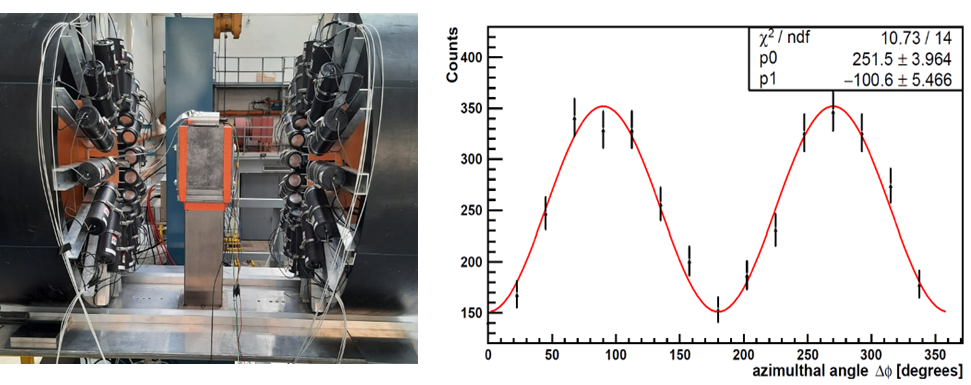 χ² / ndf 10.73 / 14
p0 251.5 ± 3.964
p1 −100.6 ± 5.466
Counts
400
350
300
250
200
150
0 50 100 150 200 250 300 350
azimulthal angle Δϕ [degrees]